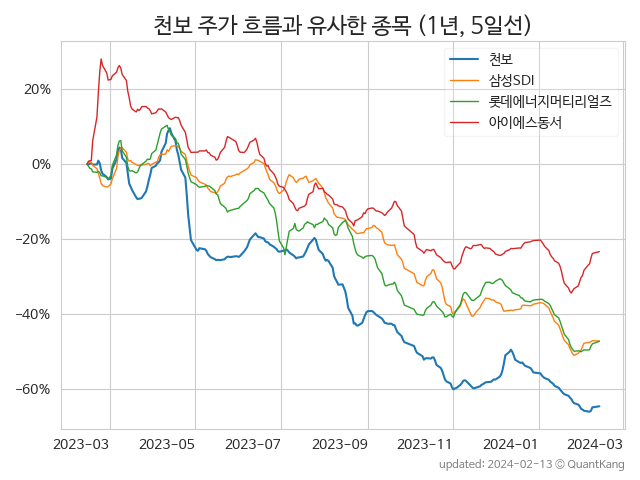 천보 주가 흐름과 유사한 종목 (1년, 5일선)
천보
삼성SDI
롯데에너지머티리얼즈
아이에스동서
20%
0%
−20%
−40%
−60%
2023-03 2023-05 2023-07 2023-09 2023-11 2024-01 2024-03
updated: 2024-02-13 © QuantKang